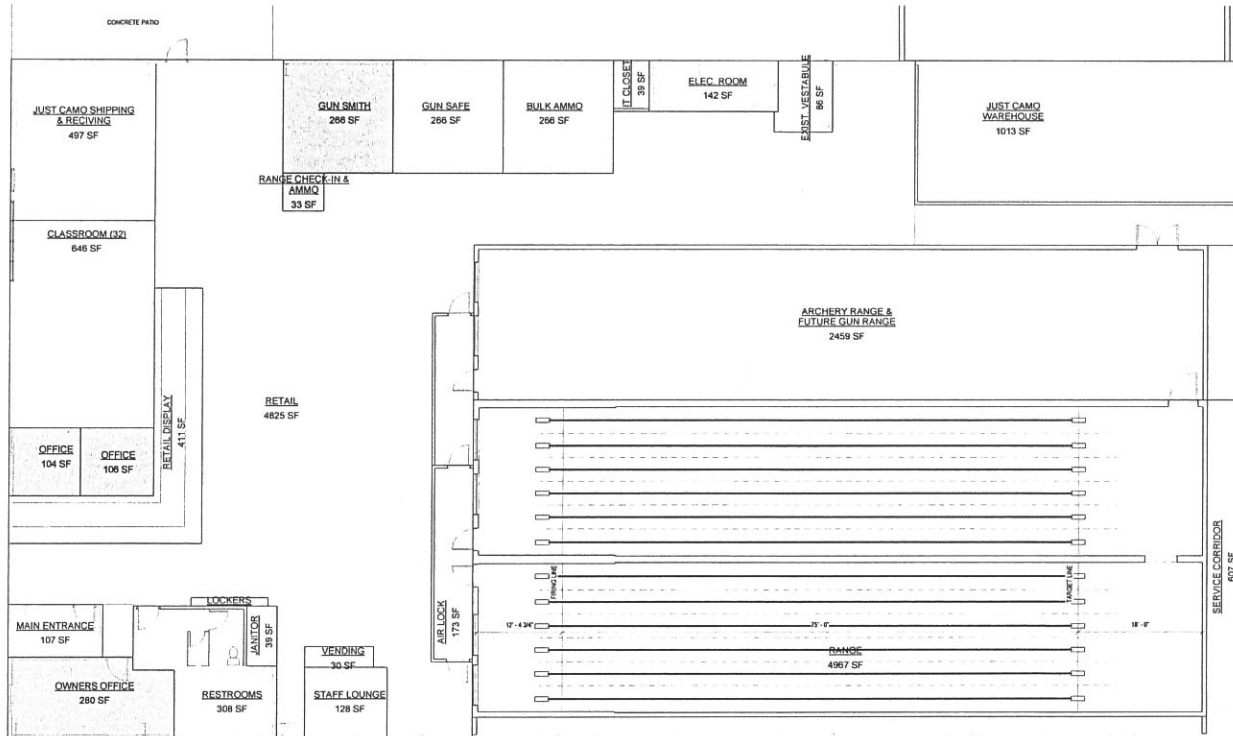 CONCRETE PATIO
JUST CAMO SHIPPING
& RECIVING
497 SF
GUN SMITH
266 SF
GUN SAFE
266 SF
BULK AMMO
266 SF
IT CLOSET
39 SF
ELEC. ROOM
142 SF
EXIST. VESTABULE
86 SF
JUST CAMO
WAREHOUSE
1013 SF
RANGE CHECK-IN &
AMMO
33 SF
CLASSROOM (32)
646 SF
ARCHERY RANGE &
FUTURE GUN RANGE
2459 SF
RETAIL
4825 SF
RETAIL DISPLAY
411 SF
OFFICE
104 SF
OFFICE
106 SF
SERVICE CORRIDOR
607 SF
FIRING LINE
TARGET LINE
LOCKERS
MAIN ENTRANCE
107 SF
JANITOR
39 SF
AIR LOCK
173 SF
12' - 4 3/4"
75' - 0"
18' - 0"
RANGE
4967 SF
VENDING
30 SF
OWNERS OFFICE
280 SF
RESTROOMS
308 SF
STAFF LOUNGE
128 SF